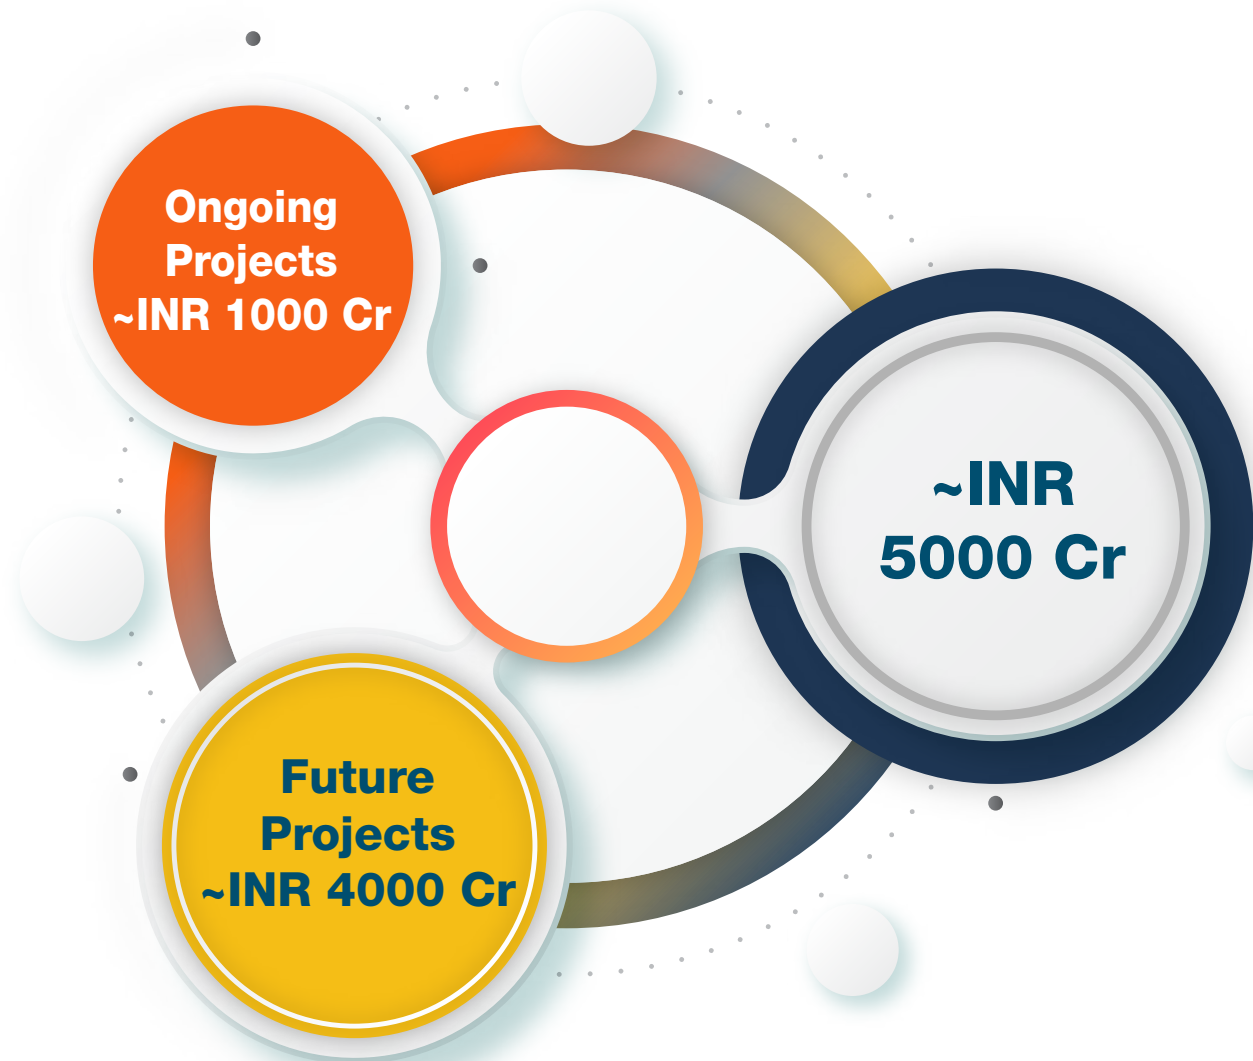 Ongoing
Projects
~INR 1000 Cr
~INR
5000 Cr
Future
Projects
~INR 4000 Cr